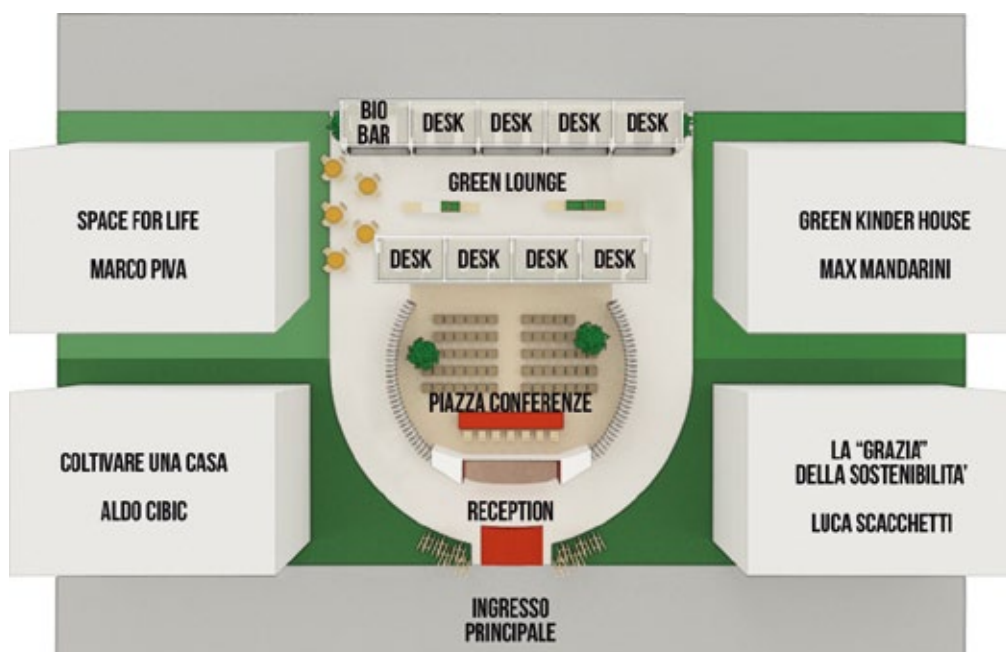 BIO
BAR
DESK
DESK
DESK
DESK
GREEN LOUNGE
DESK
DESK
DESK
DESK
SPACE FOR LIFE
MARCO PIVA
GREEN KINDER HOUSE
MAX MANDARINI
PIAZZA CONFERENZE
COLTIVARE UNA CASA
ALDO CIBIC
LA “GRAZIA”
DELLA SOSTENIBILITA’
LUCA SCACCHETTI
RECEPTION
INGRESSO
PRINCIPALE